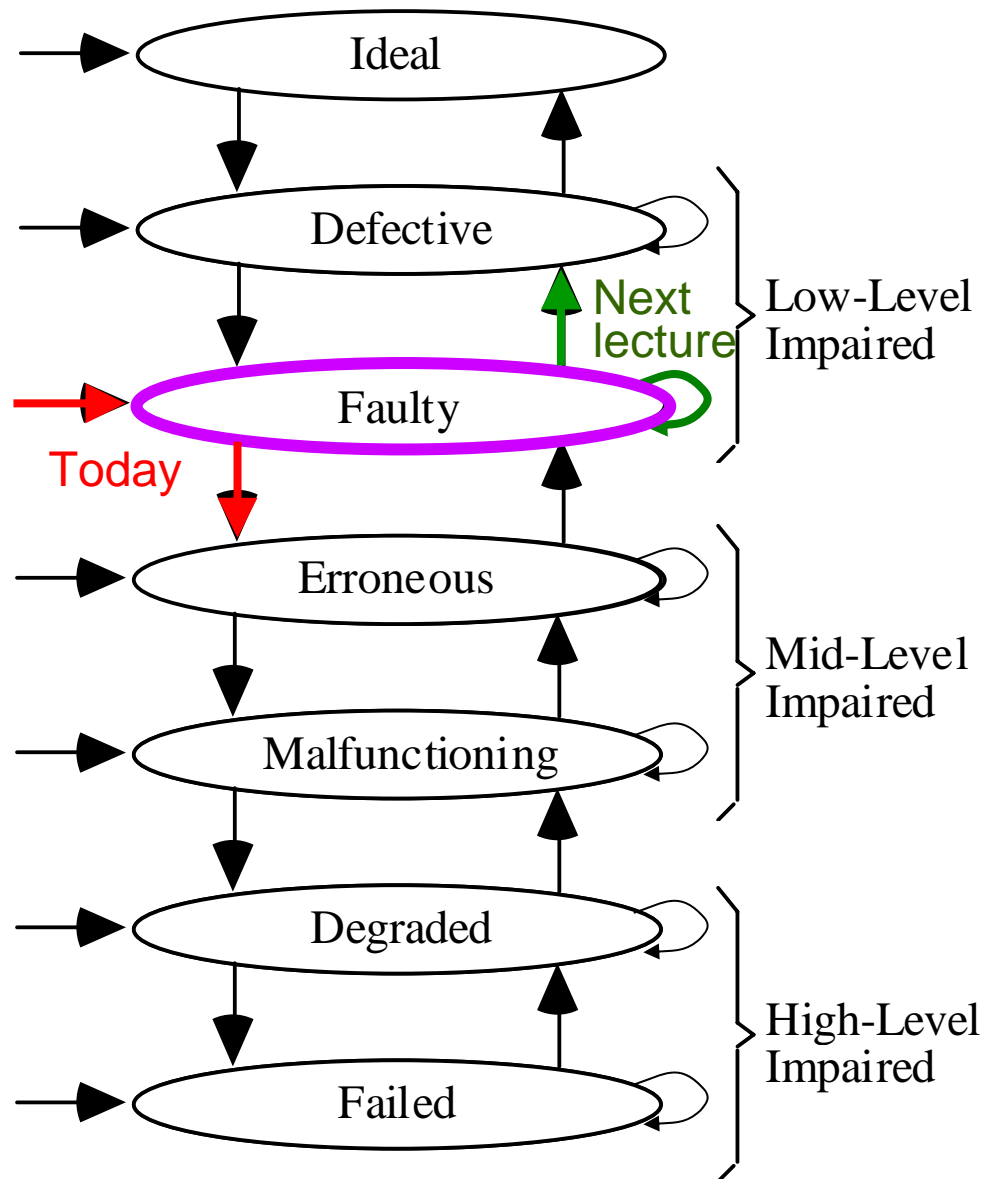 Ideal
Defective
Next
lecture
Low-Level
Impaired
Faulty
Today
Erroneous
Mid-Level
Impaired
Malfunctioning
Degraded
High-Level
Impaired
Failed